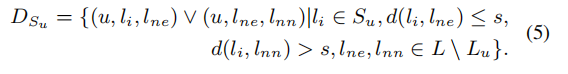 D_{S_u} = {(u, l_i, l_{ne}) ∨ (u, l_{ne}, l_{nn})|l_i ∈ S_u, d(l_i, l_{ne}) ≤ s,
d(l_i, l_{nn}) > s, l_{ne}, l_{nn} ∈ L \ L_u}. (5)